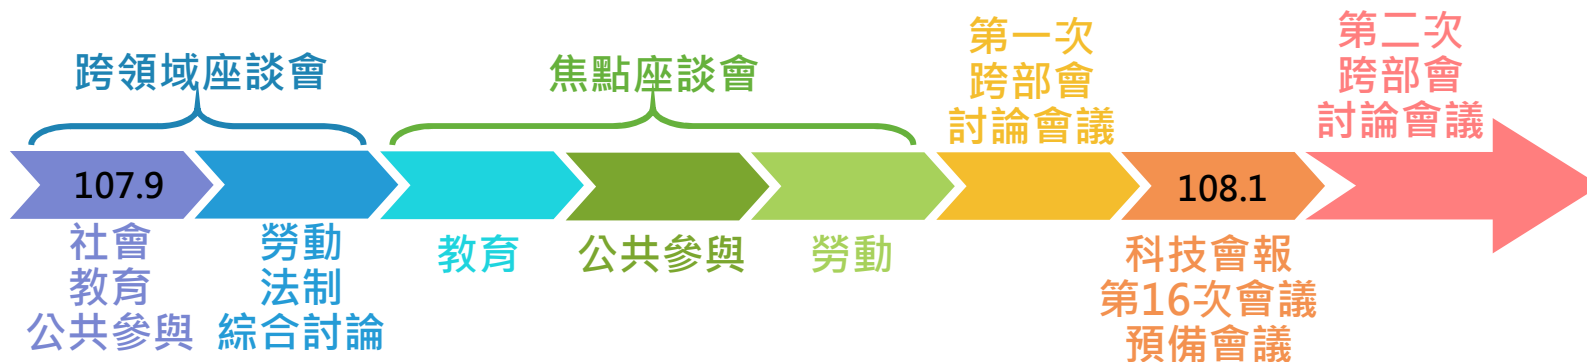 跨領域座談會
焦點座談會
第一次
跨部會
討論會議
第二次
跨部會
討論會議
107.9
108.1
社會
教育
公共參與
勞動
法制
綜合討論
教育
公共參與
勞動
科技會報
第16次會議
預備會議